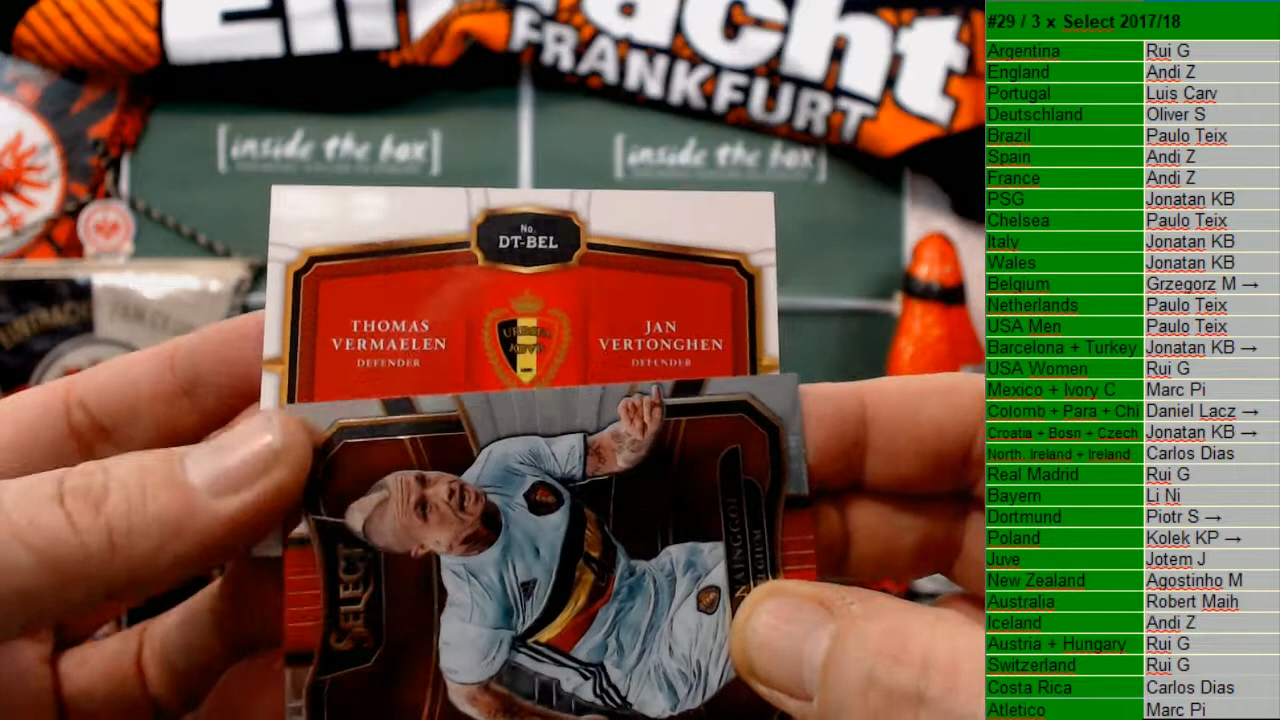 Eintracht
FRANKFURT
[inside the box]
[inside the box]
No.
DT-BEL
THOMAS
VERMAELEN
DEFENDER
JAN
VERTONGHEN
DEFENDER
SELECT
#29 / 3 x Select 2017/18
Argentina Rui G
England Andi Z
Portugal Luis Carv
Deutschland Oliver S
Brazil Paulo Teix
Spain Andi Z
France Andi Z
PSG Jonatan KB
Chelsea Paulo Teix
Italy Jonatan KB
Wales Jonatan KB
Belgium Grzegorz M →
Netherlands Paulo Teix
USA Men Paulo Teix
Barcelona + Turkey Jonatan KB →
USA Women Rui G
Mexico + Ivory C Marc Pi
Colomb + Para + Chi Daniel Lacz →
Croatia + Bosn + Czech Jonatan KB →
North. Ireland + Ireland Carlos Dias
Real Madrid Rui G
Bayern Li Ni
Dortmund Piotr S →
Poland Kolek KP →
Juve Jotem J
New Zealand Agostinho M
Australia Robert Maih
Iceland Andi Z
Austria + Hungary Rui G
Switzerland Rui G
Costa Rica Carlos Dias
Atletico Marc Pi